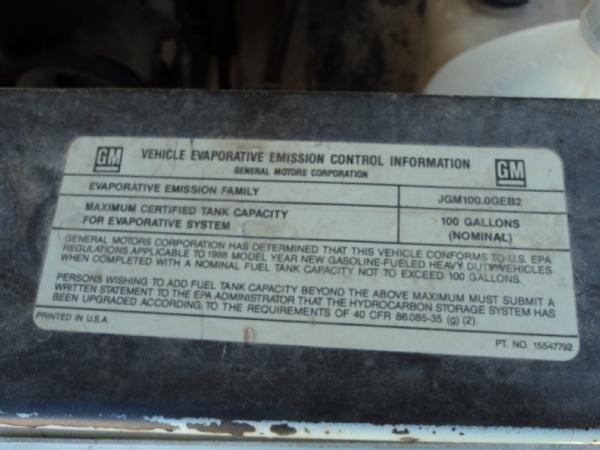 GM VEHICLE EVAPORATIVE EMISSION CONTROL INFORMATION GM
GENERAL MOTORS CORPORATION
EVAPORATIVE EMISSION FAMILY JGM100.0GEB2
MAXIMUM CERTIFIED TANK CAPACITY 100 GALLONS
FOR EVAPORATIVE SYSTEM (NOMINAL)
GENERAL MOTORS CORPORATION HAS DETERMINED THAT THIS VEHICLE CONFORMS TO U.S. EPA
REGULATIONS APPLICABLE TO 1988 MODEL YEAR NEW GASOLINE-FUELED HEAVY DUTY VEHICLES
WHEN COMPLETED WITH A NOMINAL FUEL TANK CAPACITY NOT TO EXCEED 100 GALLONS.
PERSONS WISHING TO ADD FUEL TANK CAPACITY BEYOND THE ABOVE MAXIMUM MUST SUBMIT A
WRITTEN STATEMENT TO THE EPA ADMINISTRATOR THAT THE HYDROCARBON STORAGE SYSTEM HAS
BEEN UPGRADED ACCORDING TO THE REQUIREMENTS OF 40 CFR 86.085-35 (g) (2).
PRINTED IN U.S.A. PT. NO. 15547792